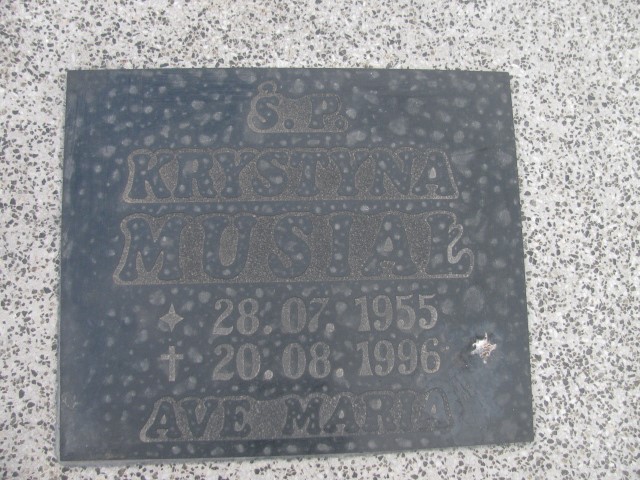 Ś.P.
KRYSTYNA
MUSIAŁ
28.07.1955
20.08.1996
AVE MARIA